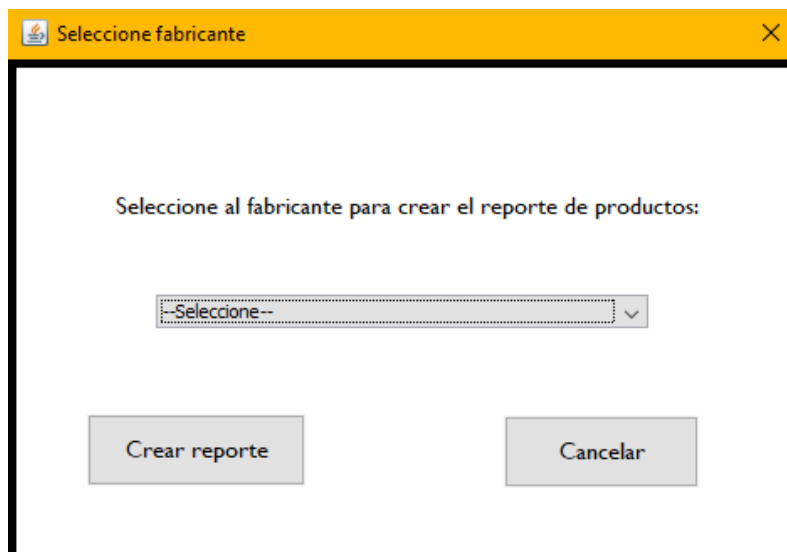 Seleccione fabricante
Seleccione al fabricante para crear el reporte de productos:
--Seleccione--
Crear reporte
Cancelar